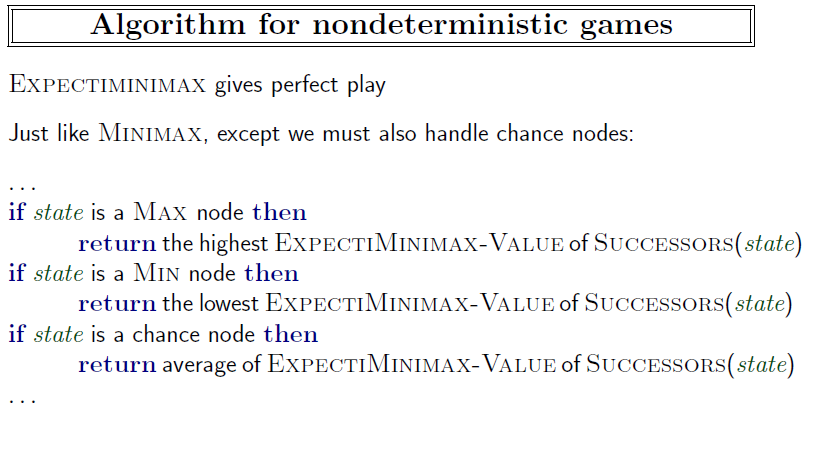 Algorithm for nondeterministic games
EXPECTIMINIMAX gives perfect play
Just like MINIMAX, except we must also handle chance nodes:
...
if state is a MAX node then
return the highest EXPECTIMINIMAX-VALUE of SUCCESSORS(state)
if state is a MIN node then
return the lowest EXPECTIMINIMAX-VALUE of SUCCESSORS(state)
if state is a chance node then
return average of EXPECTIMINIMAX-VALUE of SUCCESSORS(state)
...